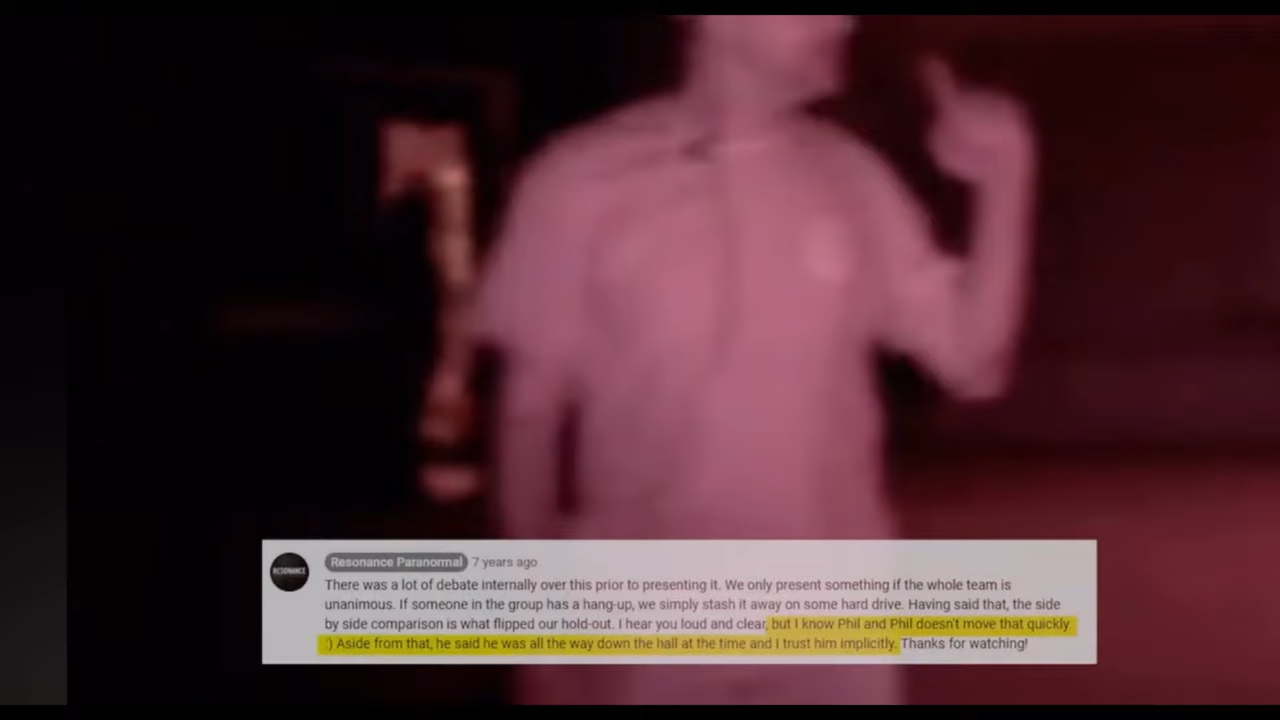 RESONANCE
Resonance Paranormal 7 years ago
There was a lot of debate internally over this prior to presenting it. We only present something if the whole team is
unanimous. If someone in the group has a hang-up, we simply stash it away on some hard drive. Having said that, the side
by side comparison is what flipped our hold-out. I hear you loud and clear, but I know Phil and Phil doesn't move that quickly.
:) Aside from that, he said he was all the way down the hall at the time and I trust him implicitly. Thanks for watching!